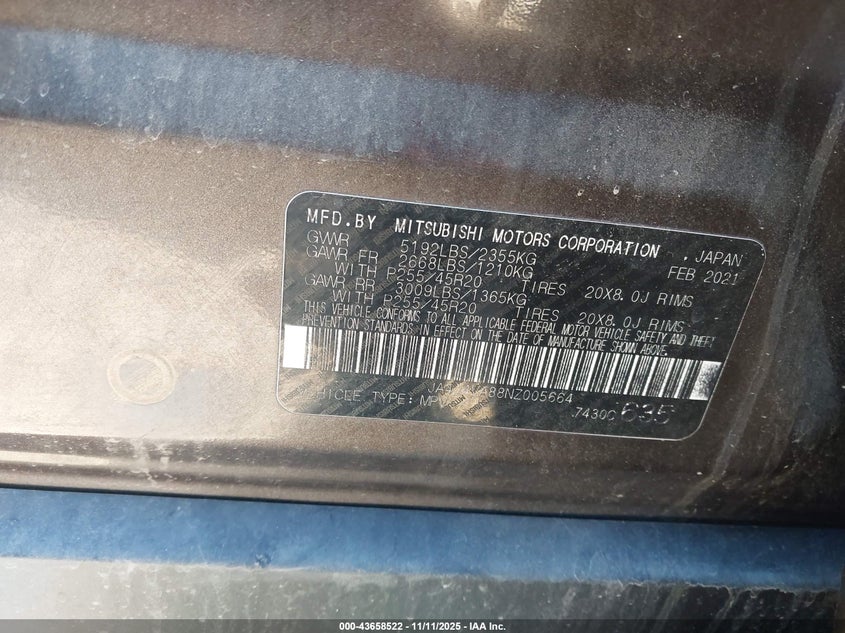 MFD.BY MITSUBISHI MOTORS CORPORATION , JAPAN
GVWR 5192LBS/2355KG FEB 2021
GAWR FR 2668LBS/1210KG
WITH P255/45R20 TIRES 20X8.0J RIMS
GAWR RR 3009LBS/1365KG
WITH P255/45R20 TIRES 20X8.0J RIMS
THIS VEHICLE CONFORMS TO ALL APPLICABLE FEDERAL MOTOR VEHICLE SAFETY AND THEFT
PREVENTION STANDARDS IN EFFECT ON THE DATE OF MANUFACTURE SHOWN ABOVE.
88NZ005664
VEHICLE TYPE: MPV
7430C 635
000-43658522 - 11/11/2025 - IAA Inc.